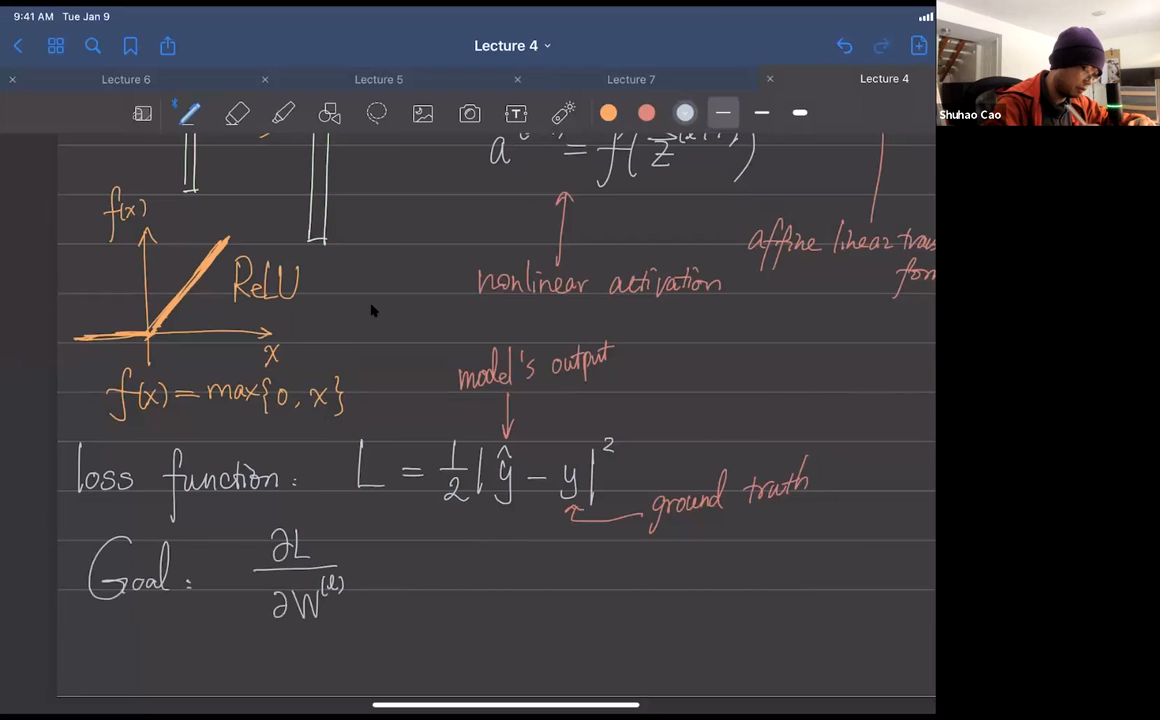 9:41 AM Tue Jan 9
Lecture 4
Lecture 6
Lecture 5
Lecture 7
Lecture 4
Shuhao Cao
a = f(z )
f(x)
ReLU
x
f(x) = max{0, x}
nonlinear activation
affine linear trans
form
model's output
loss function: L = 1/2 |ŷ − y|²
ground truth
Goal: ∂L/∂W^(l)